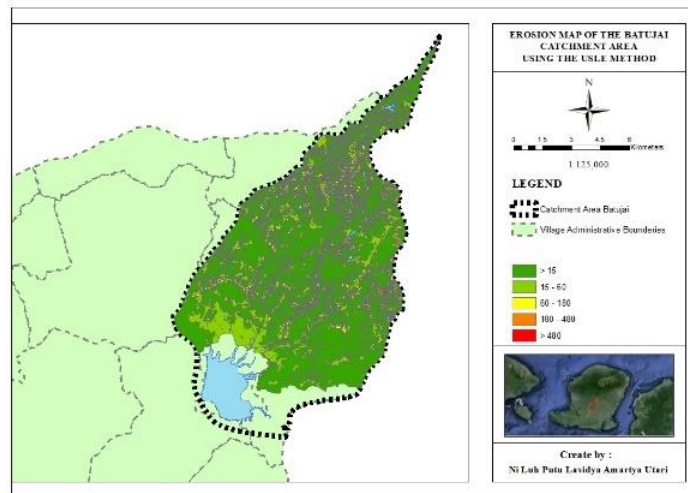 EROSION MAP OF THE BATUJAI
CATCHMENT AREA
USING THE USLE METHOD
N
0 1.5 3 4.5 6
Kilometers
1:125,000
LEGEND
Catchment Area Batujai
Village Administrative Bounderies
> 15
15 - 60
60 - 180
180 - 480
> 480
Create by :
Ni Luh Putu Lavidya Amartya Utari